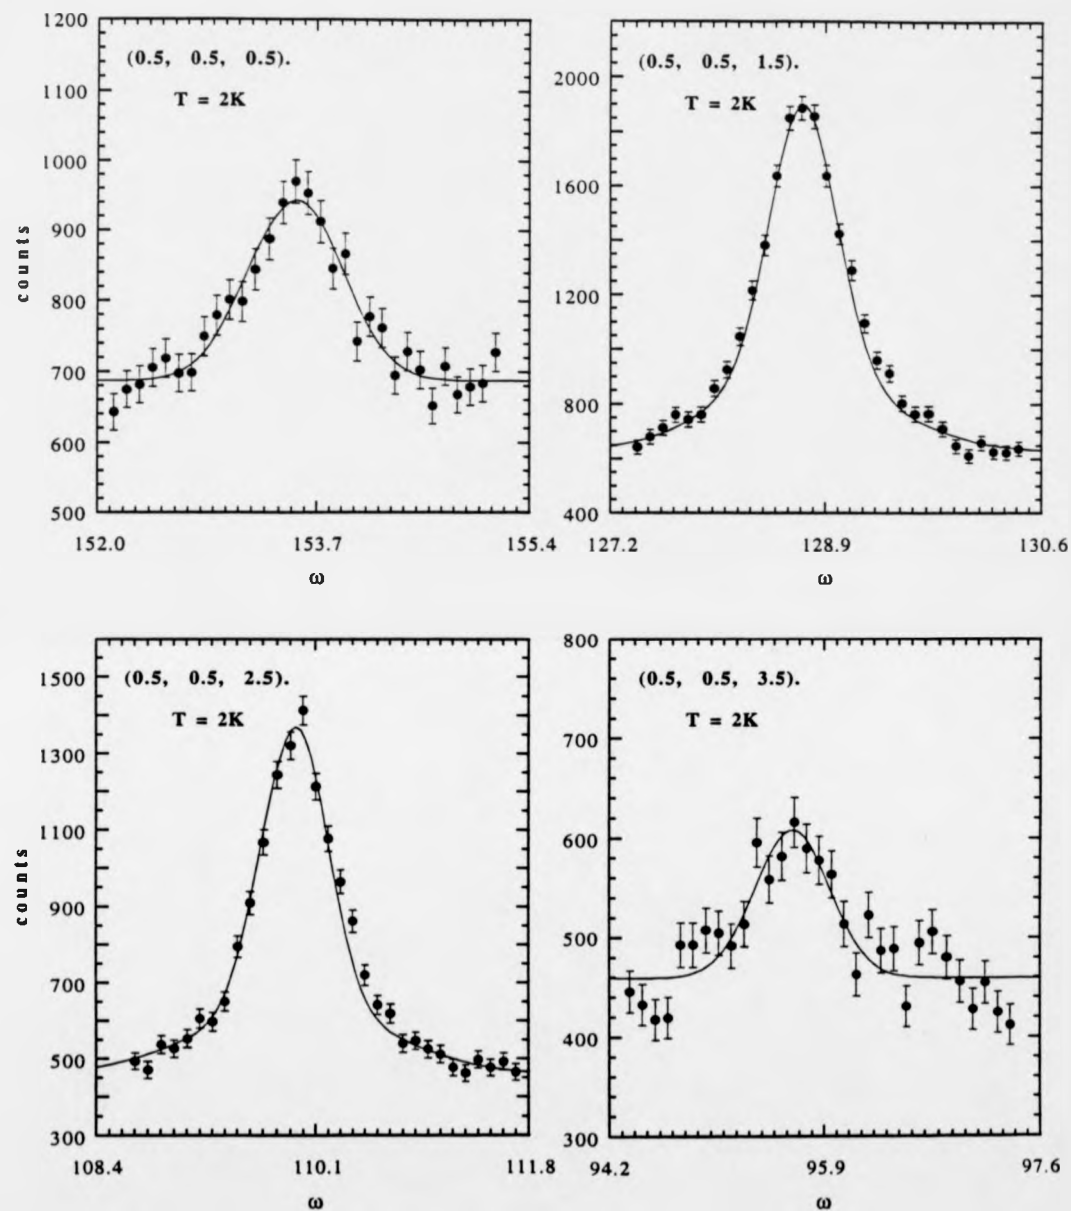 1200
1100
1000
900
800
700
600
500
counts
(0.5, 0.5, 0.5).
T = 2K
152.0 153.7 155.4
ω
2000
1600
1200
800
400
(0.5, 0.5, 1.5).
T = 2K
127.2 128.9 130.6
ω
1500
1300
1100
900
700
500
300
counts
(0.5, 0.5, 2.5).
T = 2K
108.4 110.1 111.8
ω
800
700
600
500
400
300
(0.5, 0.5, 3.5).
T = 2K
94.2 95.9 97.6
ω